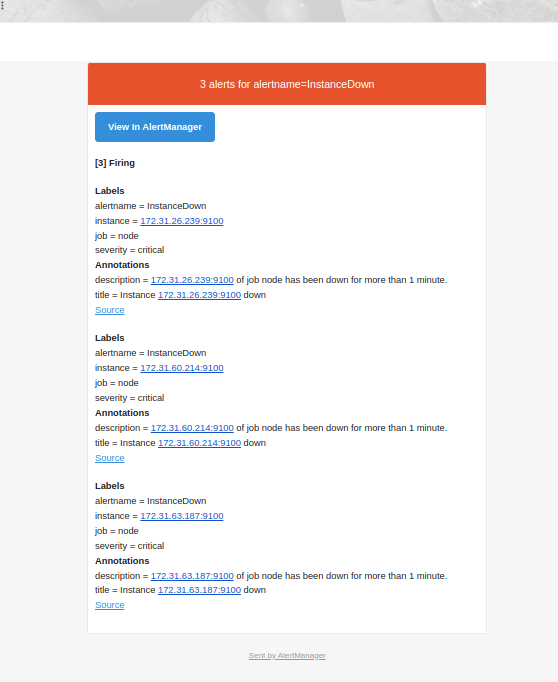 3 alerts for alertname=InstanceDown
View In AlertManager
[3] Firing
Labels
alertname = InstanceDown
instance = 172.31.26.239:9100
job = node
severity = critical
Annotations
description = 172.31.26.239:9100 of job node has been down for more than 1 minute.
title = Instance 172.31.26.239:9100 down
Source
Labels
alertname = InstanceDown
instance = 172.31.60.214:9100
job = node
severity = critical
Annotations
description = 172.31.60.214:9100 of job node has been down for more than 1 minute.
title = Instance 172.31.60.214:9100 down
Source
Labels
alertname = InstanceDown
instance = 172.31.63.187:9100
job = node
severity = critical
Annotations
description = 172.31.63.187:9100 of job node has been down for more than 1 minute.
title = Instance 172.31.63.187:9100 down
Source
Sent by AlertManager